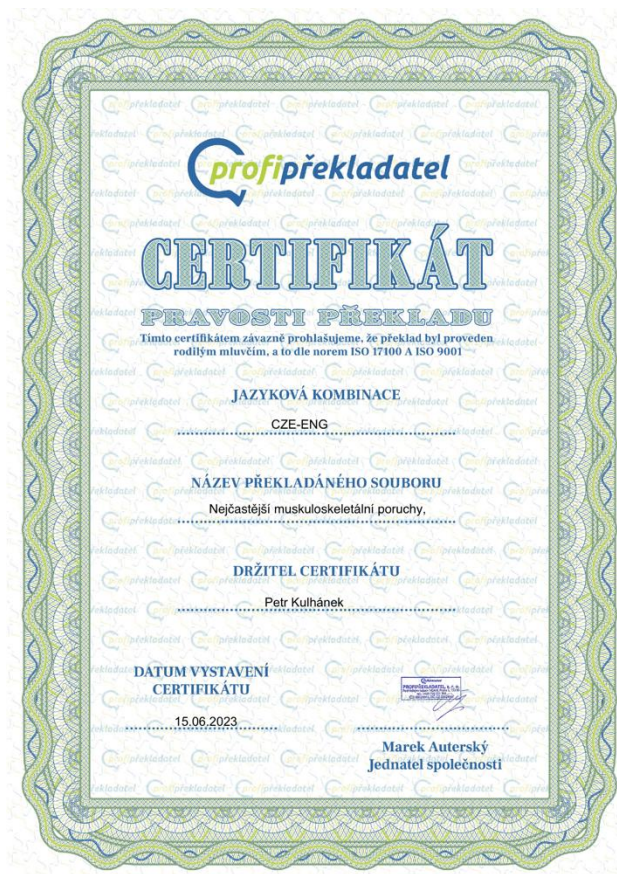 profipřekladatel
CERTIFIKÁT
PRAVOSTI PŘEKLADU
Tímto certifikátem závazně prohlašujeme, že překlad byl proveden
rodilým mluvčím, a to dle norem ISO 17100 A ISO 9001
JAZYKOVÁ KOMBINACE
CZE-ENG
NÁZEV PŘEKLADÁNÉHO SOUBORU
Nejčastější muskuloskeletální poruchy,
DRŽITEL CERTIFIKÁTU
Petr Kulhánek
DATUM VYSTAVENÍ
CERTIFIKÁTU
15.06.2023
Marek Auterský
Jednatel společnosti